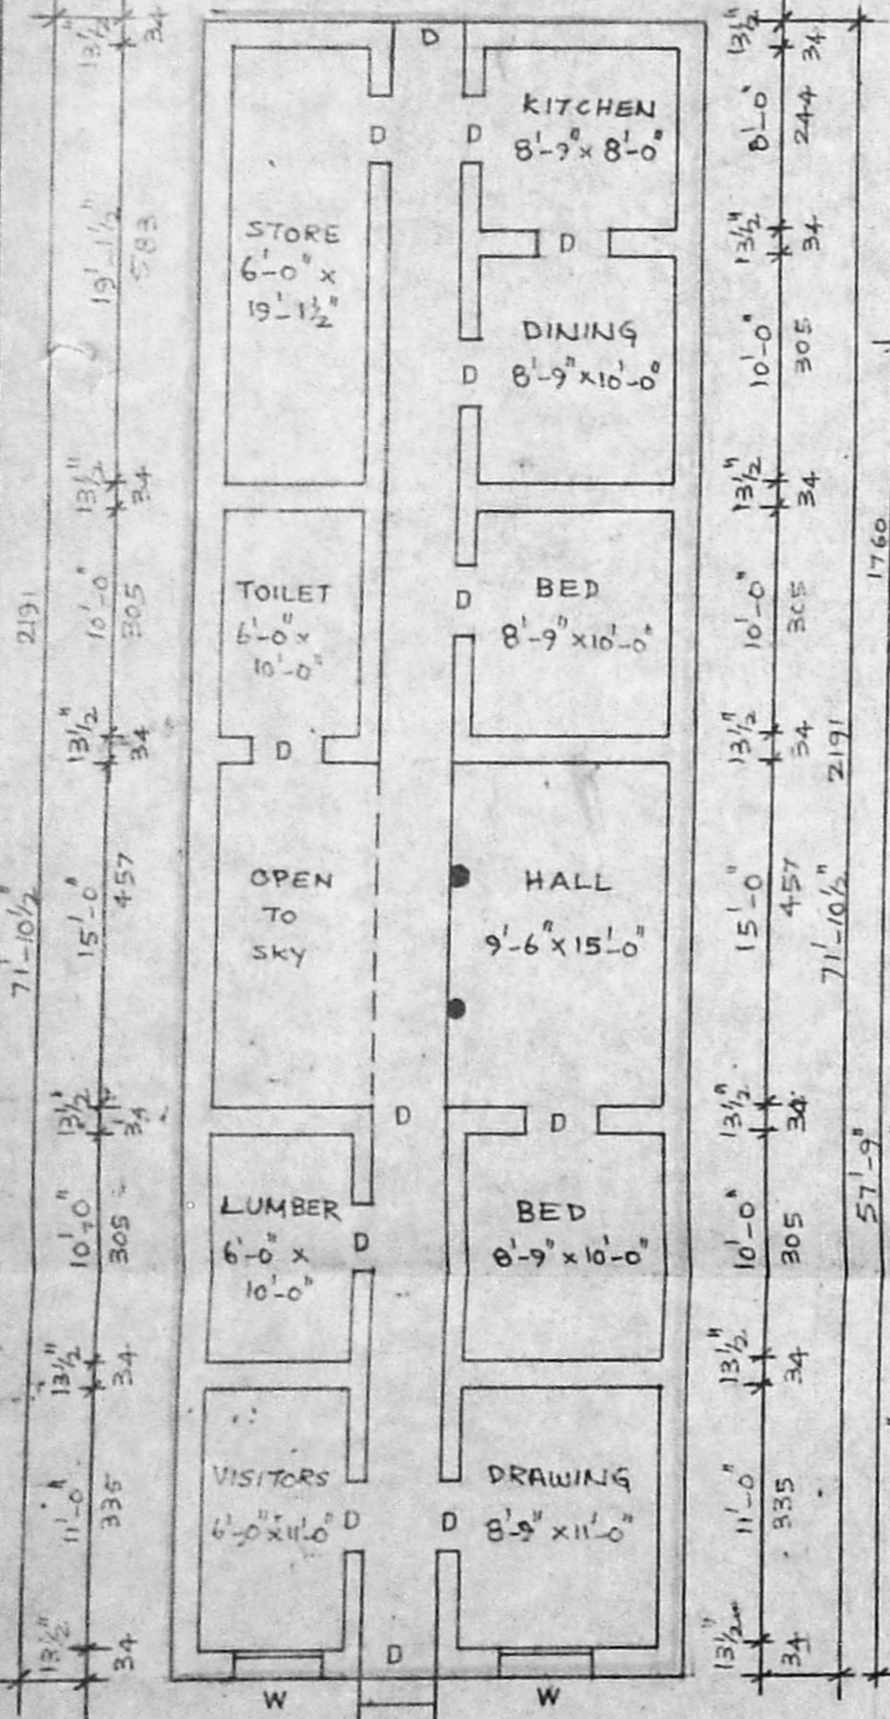 13½"
34
D
13½"
34
KITCHEN
8'-9" x 8'-0"
D
D
8'-0"
244
STORE
6'-0" x
19'-1½"
19'-1½"
583
D
13½"
34
DINING
8'-9" x 10'-0"
D
10'-0"
305
13½"
34
13½"
34
1760
TOILET
6'-0" x
10'-0"
2191
10'-0"
305
BED
8'-9" x 10'-0"
D
10'-0"
305
13½"
34
D
13½"
34
2191
OPEN
TO
SKY
71'-10½"
15'-0"
457
HALL
9'-6" x 15'-0"
15'-0"
457
71'-10½"
13½"
34
D
D
13½"
34
57'-9"
LUMBER
6'-0" x
10'-0"
10'-0"
305
D
BED
8'-9" x 10'-0"
10'-0"
305
13½"
34
13½"
34
VISITORS
6'-0" x 11'-0"
11'-0"
335
D
D
DRAWING
8'-9" x 11'-0"
11'-0"
335
13½"
34
D
13½"
34
W
W